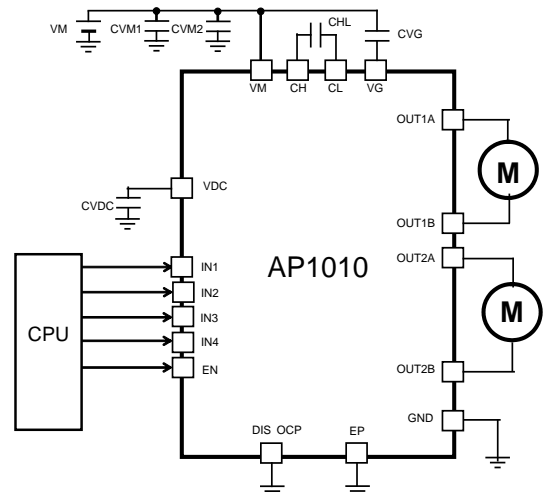 CHL
VM
CVM1
CVM2
CVG
VM
CH
CL
VG
OUT1A
M
VDC
CVDC
OUT1B
AP1010
OUT2A
IN1
IN2
IN3
IN4
EN
CPU
M
OUT2B
GND
DIS OCP
EP